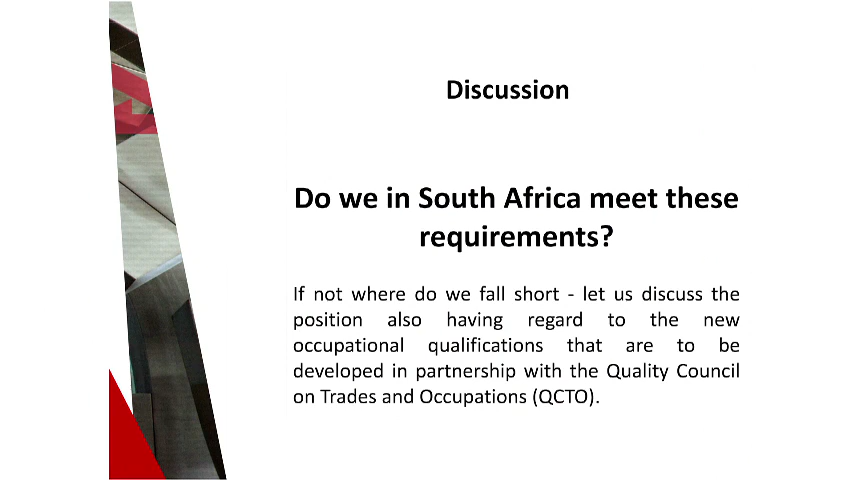 Discussion
Do we in South Africa meet these
requirements?
If not where do we fall short - let us discuss the
position also having regard to the new
occupational qualifications that are to be
developed in partnership with the Quality Council
on Trades and Occupations (QCTO).